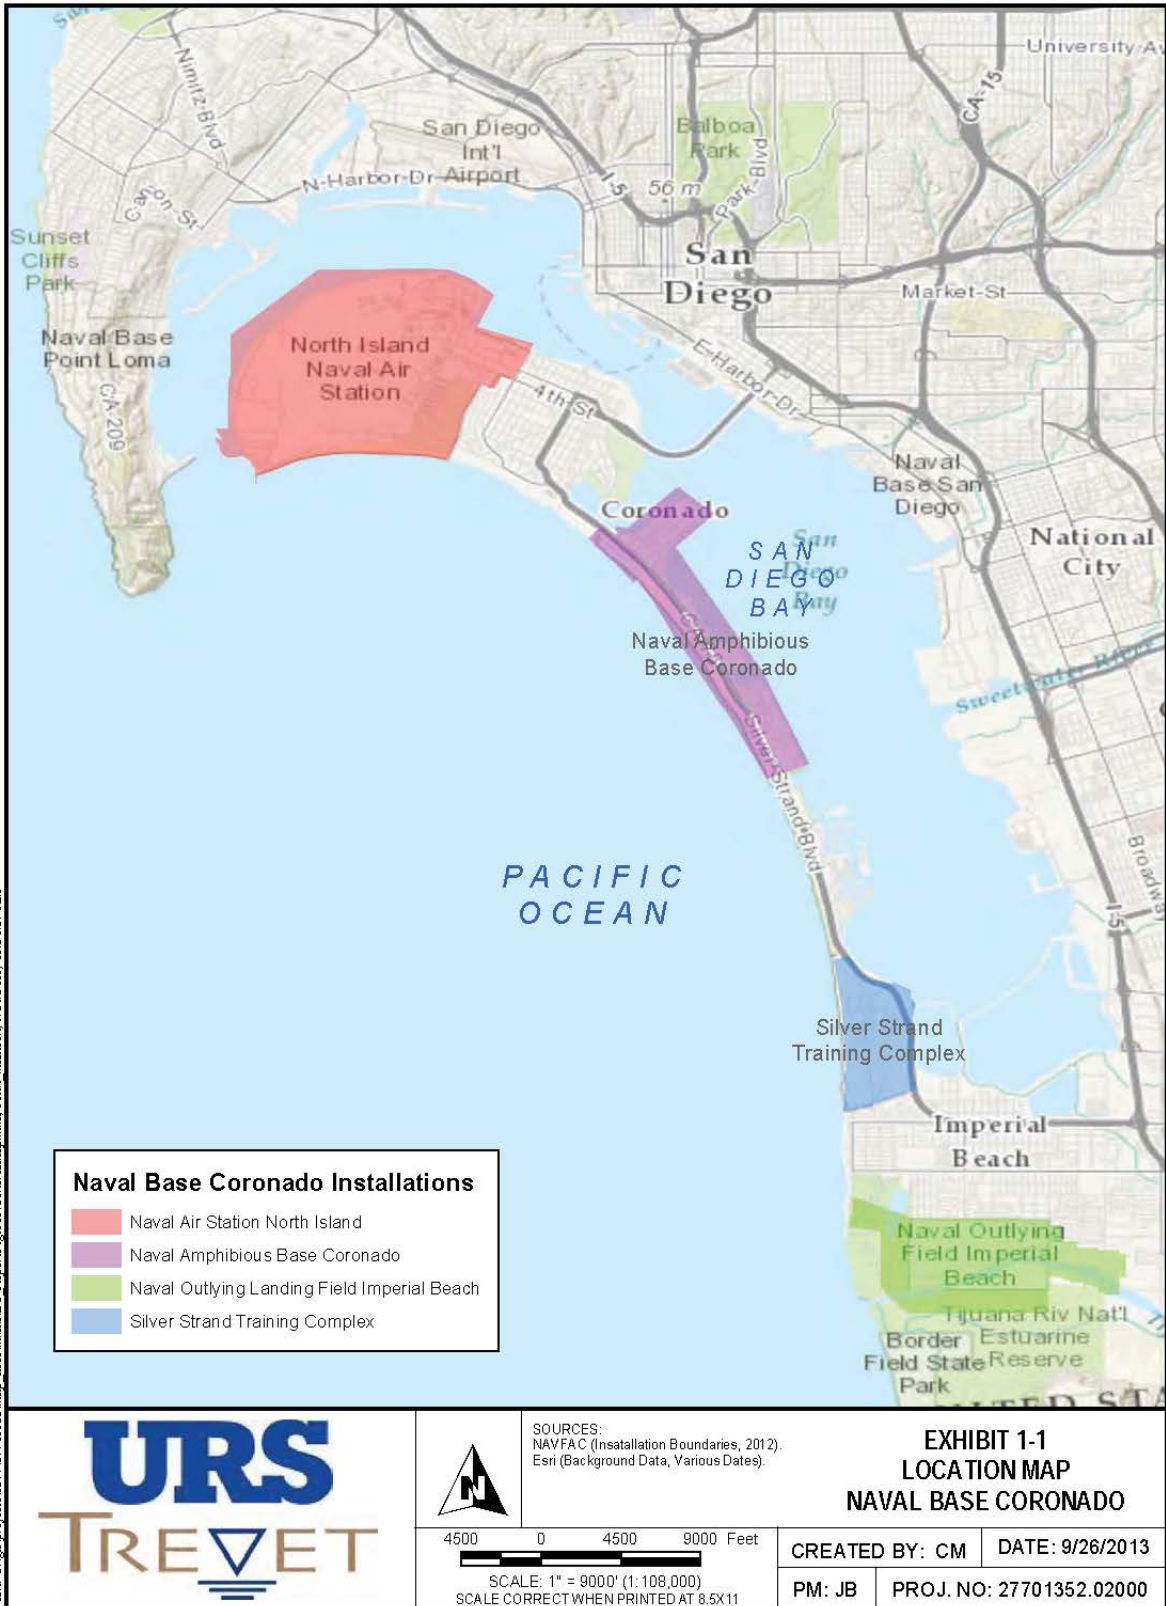 Nimitz-Blvd
University Av
CA-15
San Diego
Int'l
Airport
N-Harbor-Dr
Balboa
Park
Park-Blvd
I-5
56 m
San
Diego
Market-St
Sunset
Cliffs
Park
Naval Base
Point Loma
CA-209
North Island
Naval Air
Station
4th-St
E-Harbor-Dr
Naval
Base San
Diego
National
City
Coronado
SAN
DIEGO
BAY
San
Diego
Bay
Naval Amphibious
Base Coronado
Sweetwater River
Silver Strand Blvd
Broadway
PACIFIC
OCEAN
I-5
Silver Strand
Training Complex
Imperial
Beach
Naval Outlying
Field Imperial
Beach
Tijuana Riv Nat'l
Estuarine
Reserve
Border
Field State
Park
Naval Base Coronado Installations
Naval Air Station North Island
Naval Amphibious Base Coronado
Naval Outlying Landing Field Imperial Beach
Silver Strand Training Complex
URS
TREVET
N
SOURCES:
NAVFAC (Insatallation Boundaries, 2012).
Esri (Background Data, Various Dates).
4500 0 4500 9000 Feet
SCALE: 1" = 9000' (1:108,000)
SCALE CORRECT WHEN PRINTED AT 8.5X11
EXHIBIT 1-1
LOCATION MAP
NAVAL BASE CORONADO
CREATED BY: CM
DATE: 9/26/2013
PM: JB
PROJ. NO: 27701352.02000